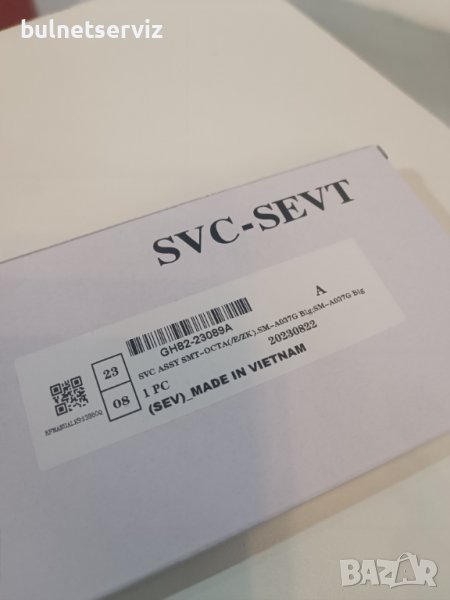 bulnetserviz
SVC-SEVT
A
GH82-23089A
SVC ASSY SMT-OCTA(/E/ZK),SM-A037G Big;SM-A037G Big
23
1 PC
20230822
08
(SEV)_MADE IN VIETNAM
BAZAR